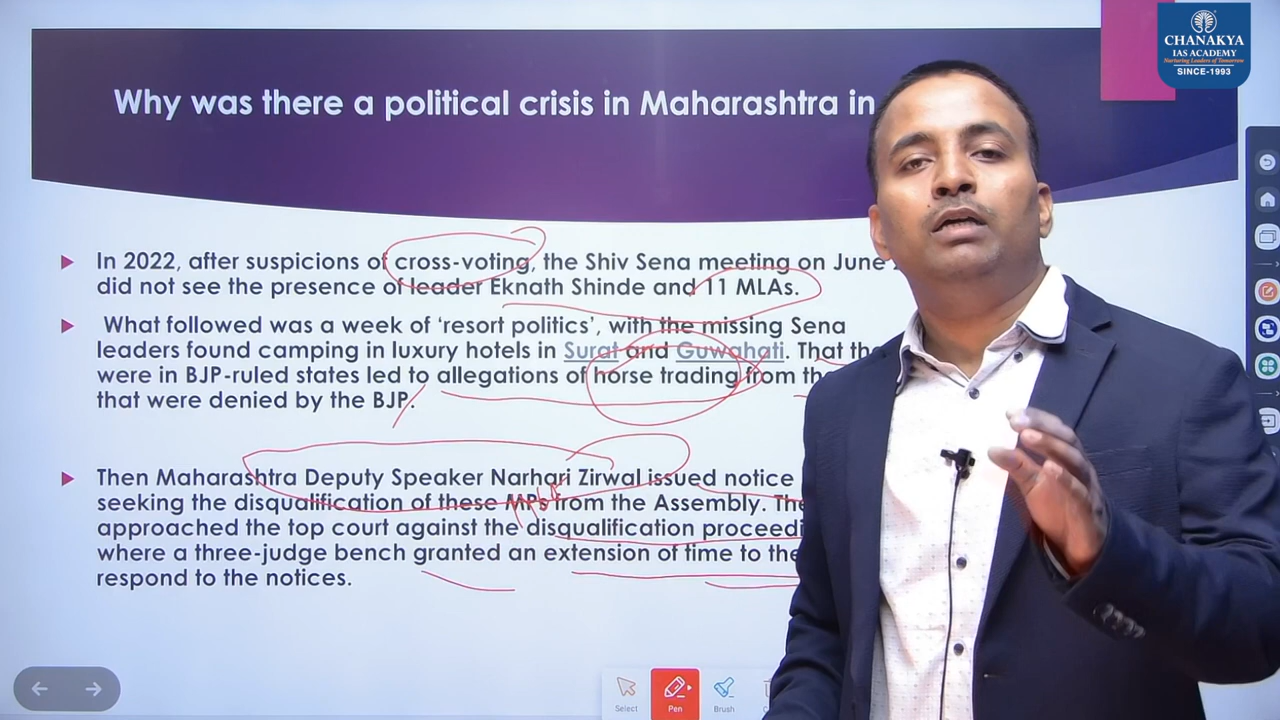 CHANAKYA
IAS ACADEMY
Nurturing Leaders of Tomorrow
SINCE-1993
Why was there a political crisis in Maharashtra in
In 2022, after suspicions of cross-voting, the Shiv Sena meeting on June
did not see the presence of leader Eknath Shinde and 11 MLAs.
What followed was a week of ‘resort politics’, with the missing Sena
leaders found camping in luxury hotels in Surat and Guwahati. That
were in BJP-ruled states led to allegations of horse trading from
that were denied by the BJP.
Then Maharashtra Deputy Speaker Narhari Zirwal issued notice
seeking the disqualification of these MPs from the Assembly.
approached the top court against the disqualification
where a three-judge bench granted an extension of time to
respond to the notices.
Select
Pen
Brush